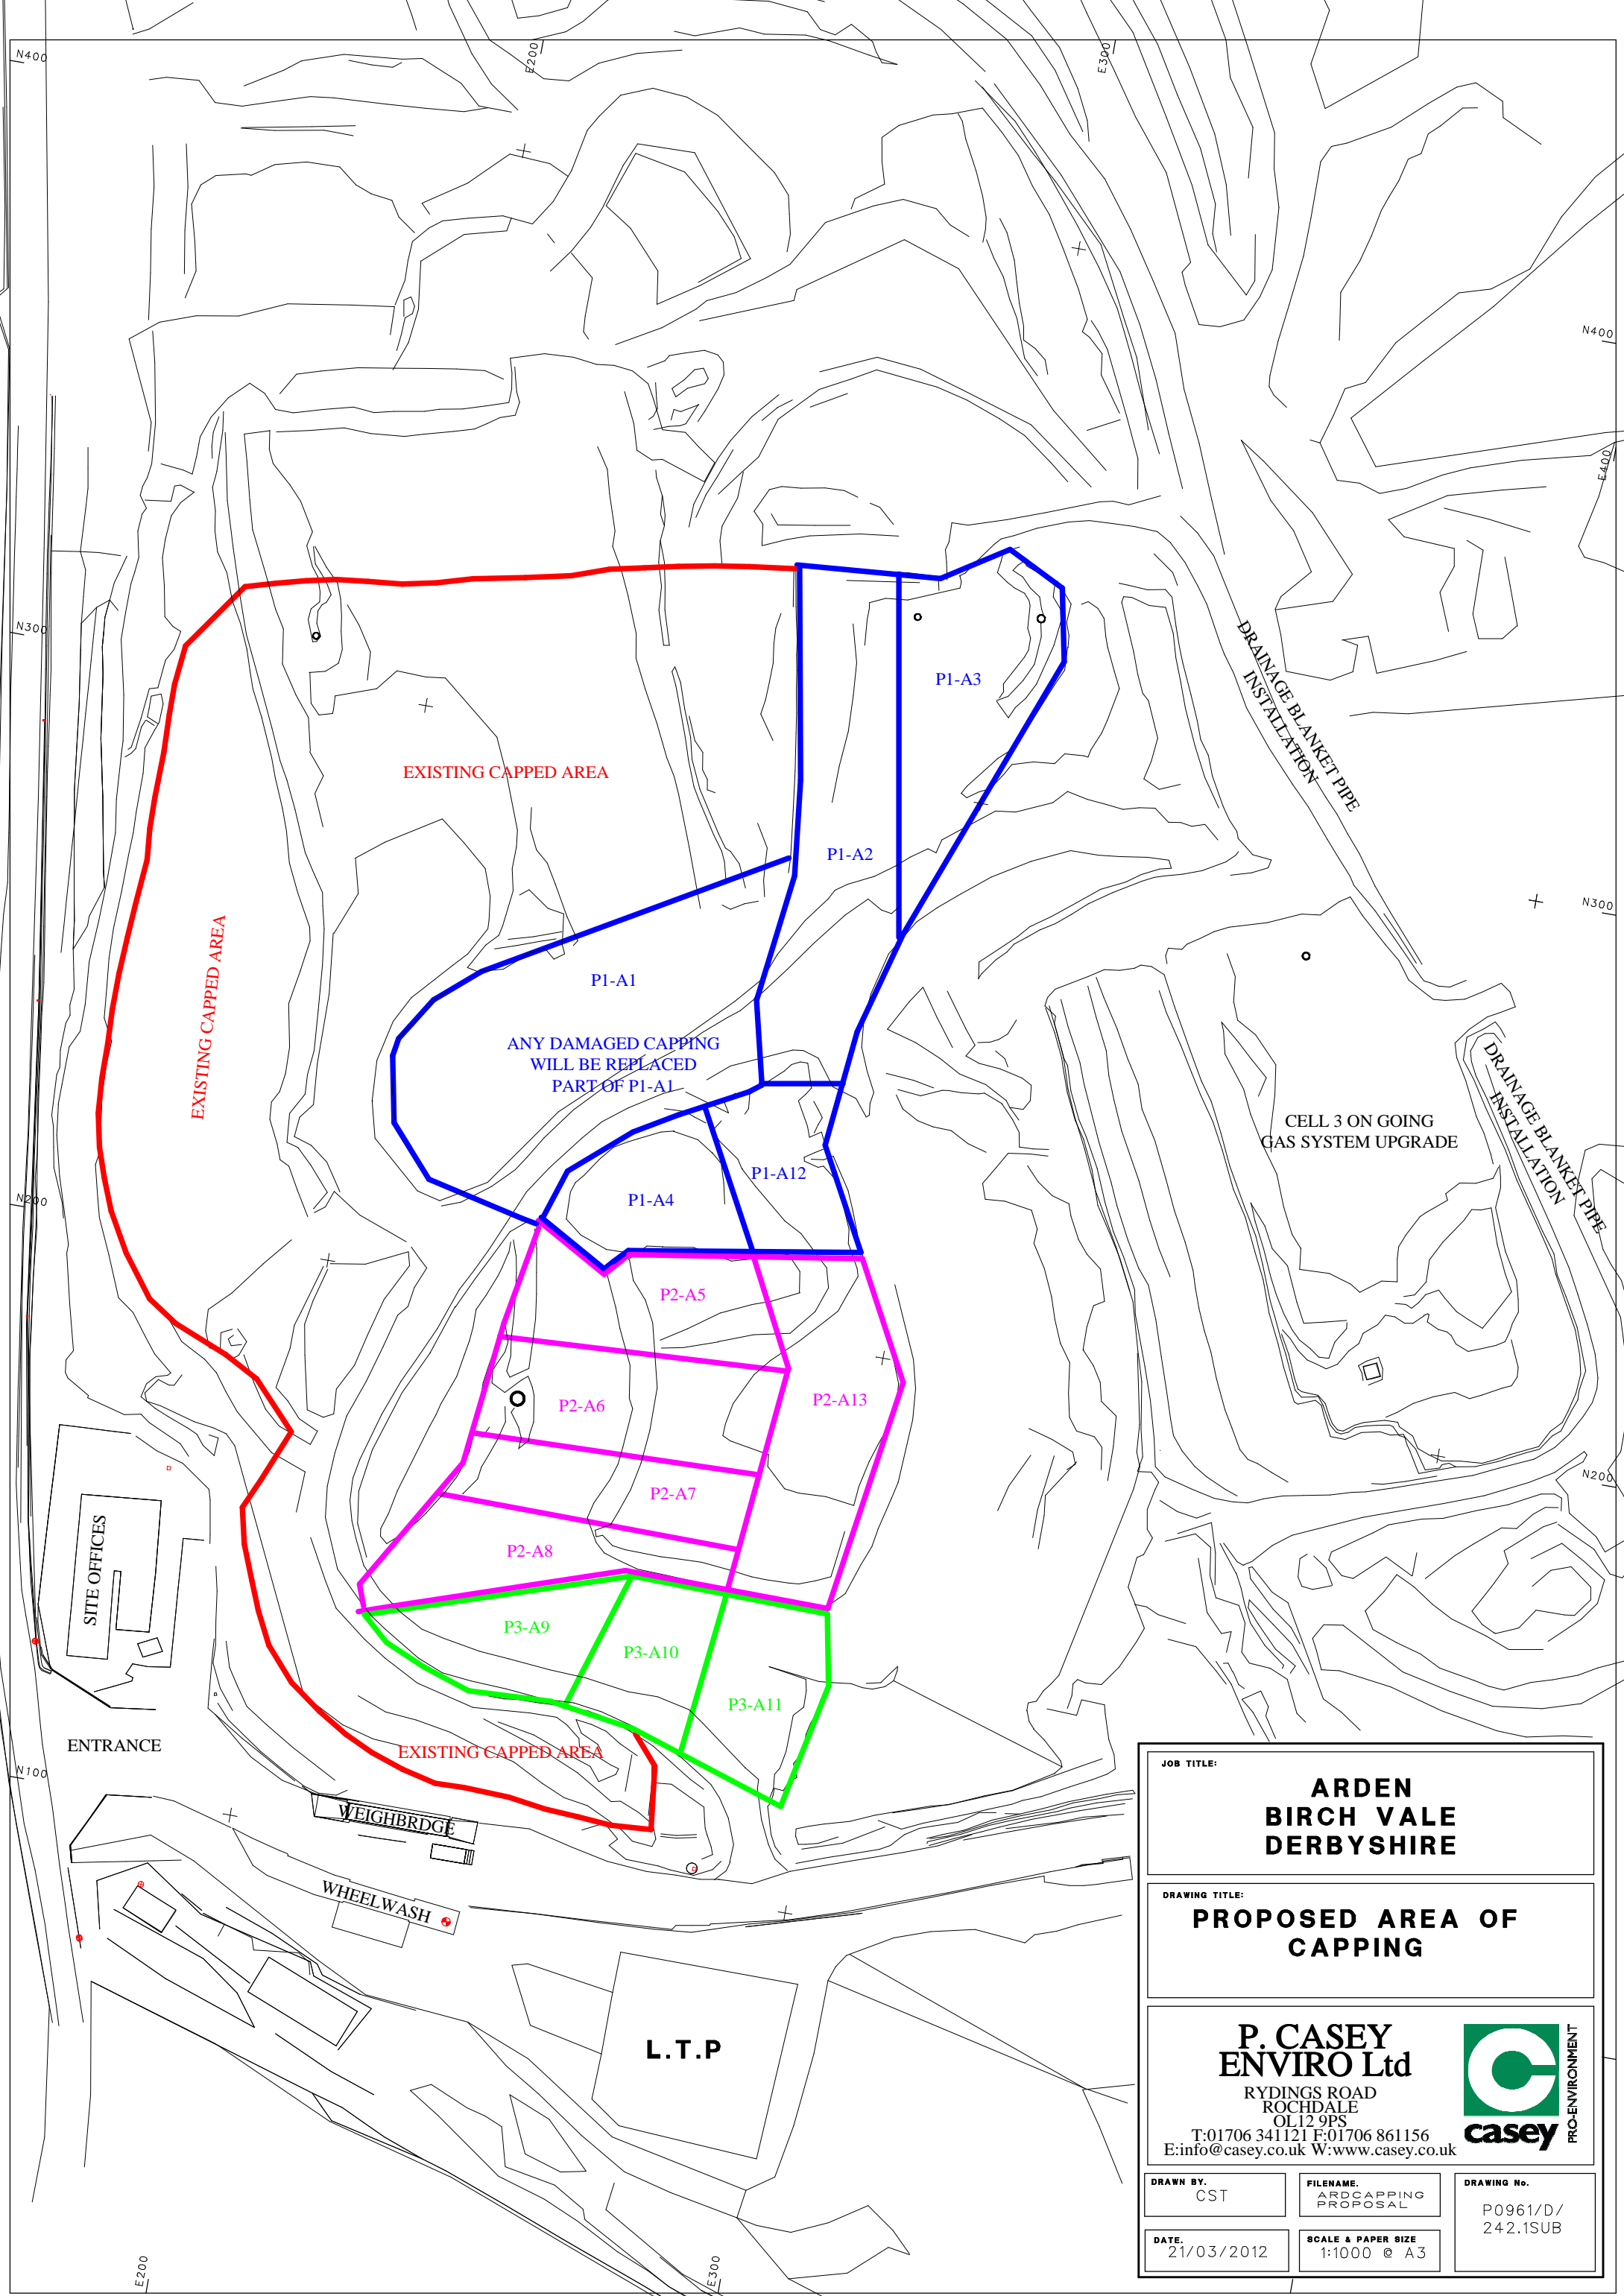 N400
E200
E300
N400
E400
N300
P1-A3
DRAINAGE BLANKET PIPE
INSTALLATION
EXISTING CAPPED AREA
P1-A2
N300
EXISTING CAPPED AREA
P1-A1
ANY DAMAGED CAPPING
WILL BE REPLACED
PART OF P1-A1
DRAINAGE BLANKET PIPE
INSTALLATION
CELL 3 ON GOING
GAS SYSTEM UPGRADE
P1-A12
P1-A4
N200
P2-A5
P2-A6
P2-A13
N200
P2-A7
P2-A8
SITE OFFICES
P3-A9
P3-A10
P3-A11
ENTRANCE
EXISTING CAPPED AREA
N100
WEIGHBRDGE
WHEELWASH
L.T.P
E200
E300
JOB TITLE:
ARDEN
BIRCH VALE
DERBYSHIRE
DRAWING TITLE:
PROPOSED AREA OF
CAPPING
P. CASEY
ENVIRO Ltd
RYDINGS ROAD
ROCHDALE
OL12 9PS
T:01706 341121 F:01706 861156
E:info@casey.co.uk W:www.casey.co.uk
casey
PRO-ENVIRONMENT
DRAWN BY.
CST
FILENAME.
ARDCAPPING
PROPOSAL
DRAWING No.
P0961/D/
242.1SUB
DATE.
21/03/2012
SCALE & PAPER SIZE
1:1000 @ A3